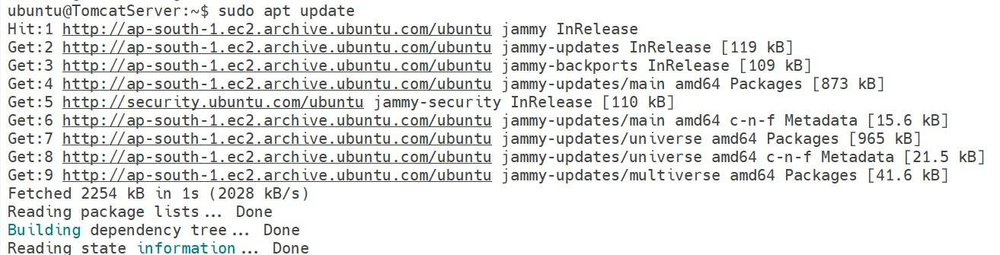 ubuntu@TomcatServer:~$ sudo apt update
Hit:1 http://ap-south-1.ec2.archive.ubuntu.com/ubuntu jammy InRelease
Get:2 http://ap-south-1.ec2.archive.ubuntu.com/ubuntu jammy-updates InRelease [119 kB]
Get:3 http://ap-south-1.ec2.archive.ubuntu.com/ubuntu jammy-backports InRelease [109 kB]
Get:4 http://ap-south-1.ec2.archive.ubuntu.com/ubuntu jammy-updates/main amd64 Packages [873 kB]
Get:5 http://security.ubuntu.com/ubuntu jammy-security InRelease [110 kB]
Get:6 http://ap-south-1.ec2.archive.ubuntu.com/ubuntu jammy-updates/main amd64 c-n-f Metadata [15.6 kB]
Get:7 http://ap-south-1.ec2.archive.ubuntu.com/ubuntu jammy-updates/universe amd64 Packages [965 kB]
Get:8 http://ap-south-1.ec2.archive.ubuntu.com/ubuntu jammy-updates/universe amd64 c-n-f Metadata [21.5 kB]
Get:9 http://ap-south-1.ec2.archive.ubuntu.com/ubuntu jammy-updates/multiverse amd64 Packages [41.6 kB]
Fetched 2254 kB in 1s (2028 kB/s)
Reading package lists... Done
Building dependency tree... Done
Reading state information... Done